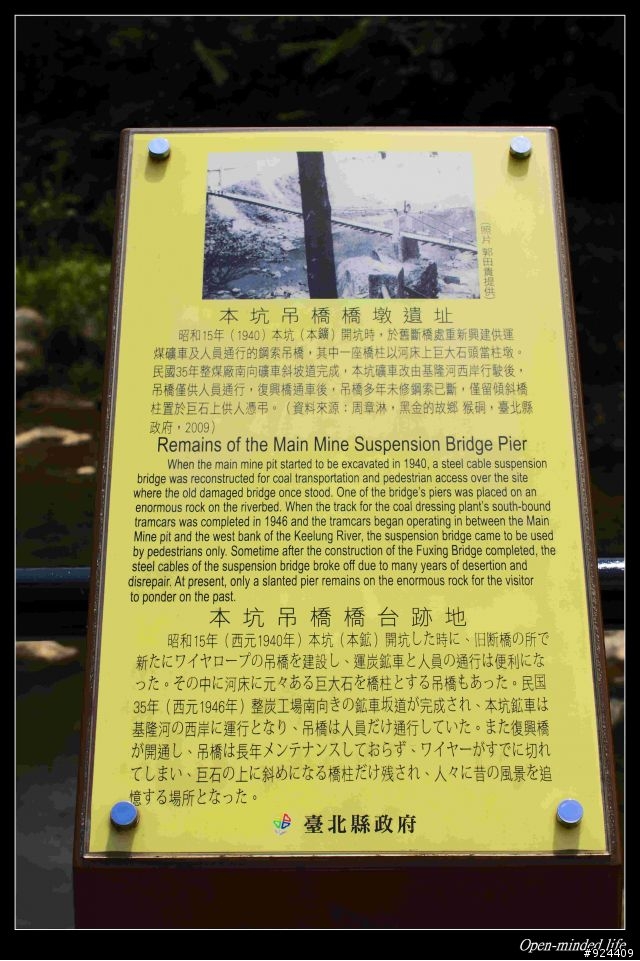 (照片 郭田貴提供)
本坑吊橋橋墩遺址
昭和15年（1940）本坑（本鑛）開坑時，於舊斷橋處重新興建供運
煤礦車及人員通行的鋼索吊橋，其中一座橋柱以河床上巨大石頭當柱墩。
民國35年整煤廠南向礦車斜坡道完成，本坑礦車改由基隆河西岸行駛後，
吊橋僅供人員通行，復興橋通車後，吊橋多年未修鋼索已斷，僅留傾斜橋
柱置於巨石上供人憑弔。（資料來源：周章淋，黑金的故鄉 猴硐，臺北縣
政府，2009）
Remains of the Main Mine Suspension Bridge Pier
When the main mine pit started to be excavated in 1940, a steel cable suspension
bridge was reconstructed for coal transportation and pedestrian access over the site
where the old damaged bridge once stood. One of the bridge's piers was placed on an
enormous rock on the riverbed. When the track for the coal dressing plant's south-bound
tramcars was completed in 1946 and the tramcars began operating in between the Main
Mine pit and the west bank of the Keelung River, the suspension bridge came to be used
by pedestrians only. Sometime after the construction of the Fuxing Bridge completed, the
steel cables of the suspension bridge broke off due to many years of desertion and
disrepair. At present, only a slanted pier remains on the enormous rock for the visitor
to ponder on the past.
本坑吊橋橋台跡地
昭和15年（西元1940年）本坑（本鉱）開坑した時に、旧断橋の所で
新たにワイヤロープの吊橋を建設し、運炭鉱車と人員の通行は便利にな
った。その中に河床に元々ある巨大石を橋柱とする吊橋もあった。民国
35年（西元1946年）整炭工場南向きの鉱車坂道が完成され、本坑鉱車は
基隆河の西岸に運行となり、吊橋は人員だけ通行していた。また復興橋
が開通し、吊橋は長年メンテナンスしておらず、ワイヤーがすでに切れ
てしまい、巨石の上に斜めになる橋柱だけ残され、人々に昔の風景を追
憶する場所となった。
臺北縣政府
Open-minded life
#924409